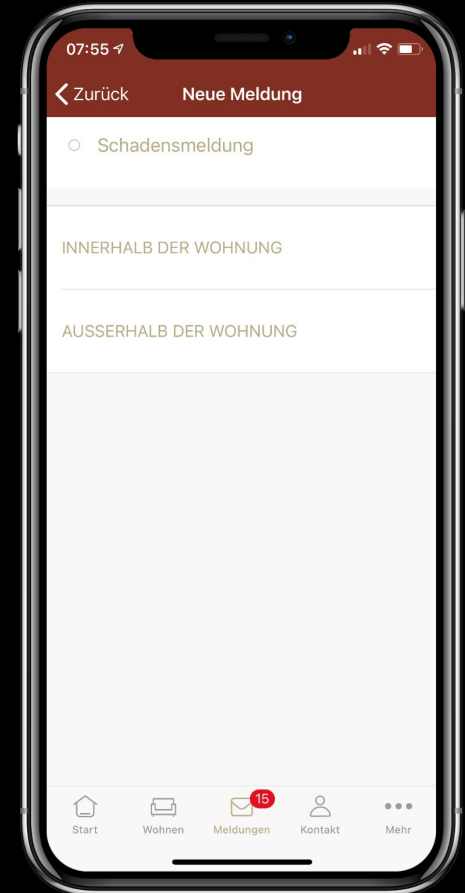 07:55
Zurück Neue Meldung
Schadensmeldung
INNERHALB DER WOHNUNG
AUSSERHALB DER WOHNUNG
15
Start Wohnen Meldungen Kontakt Mehr